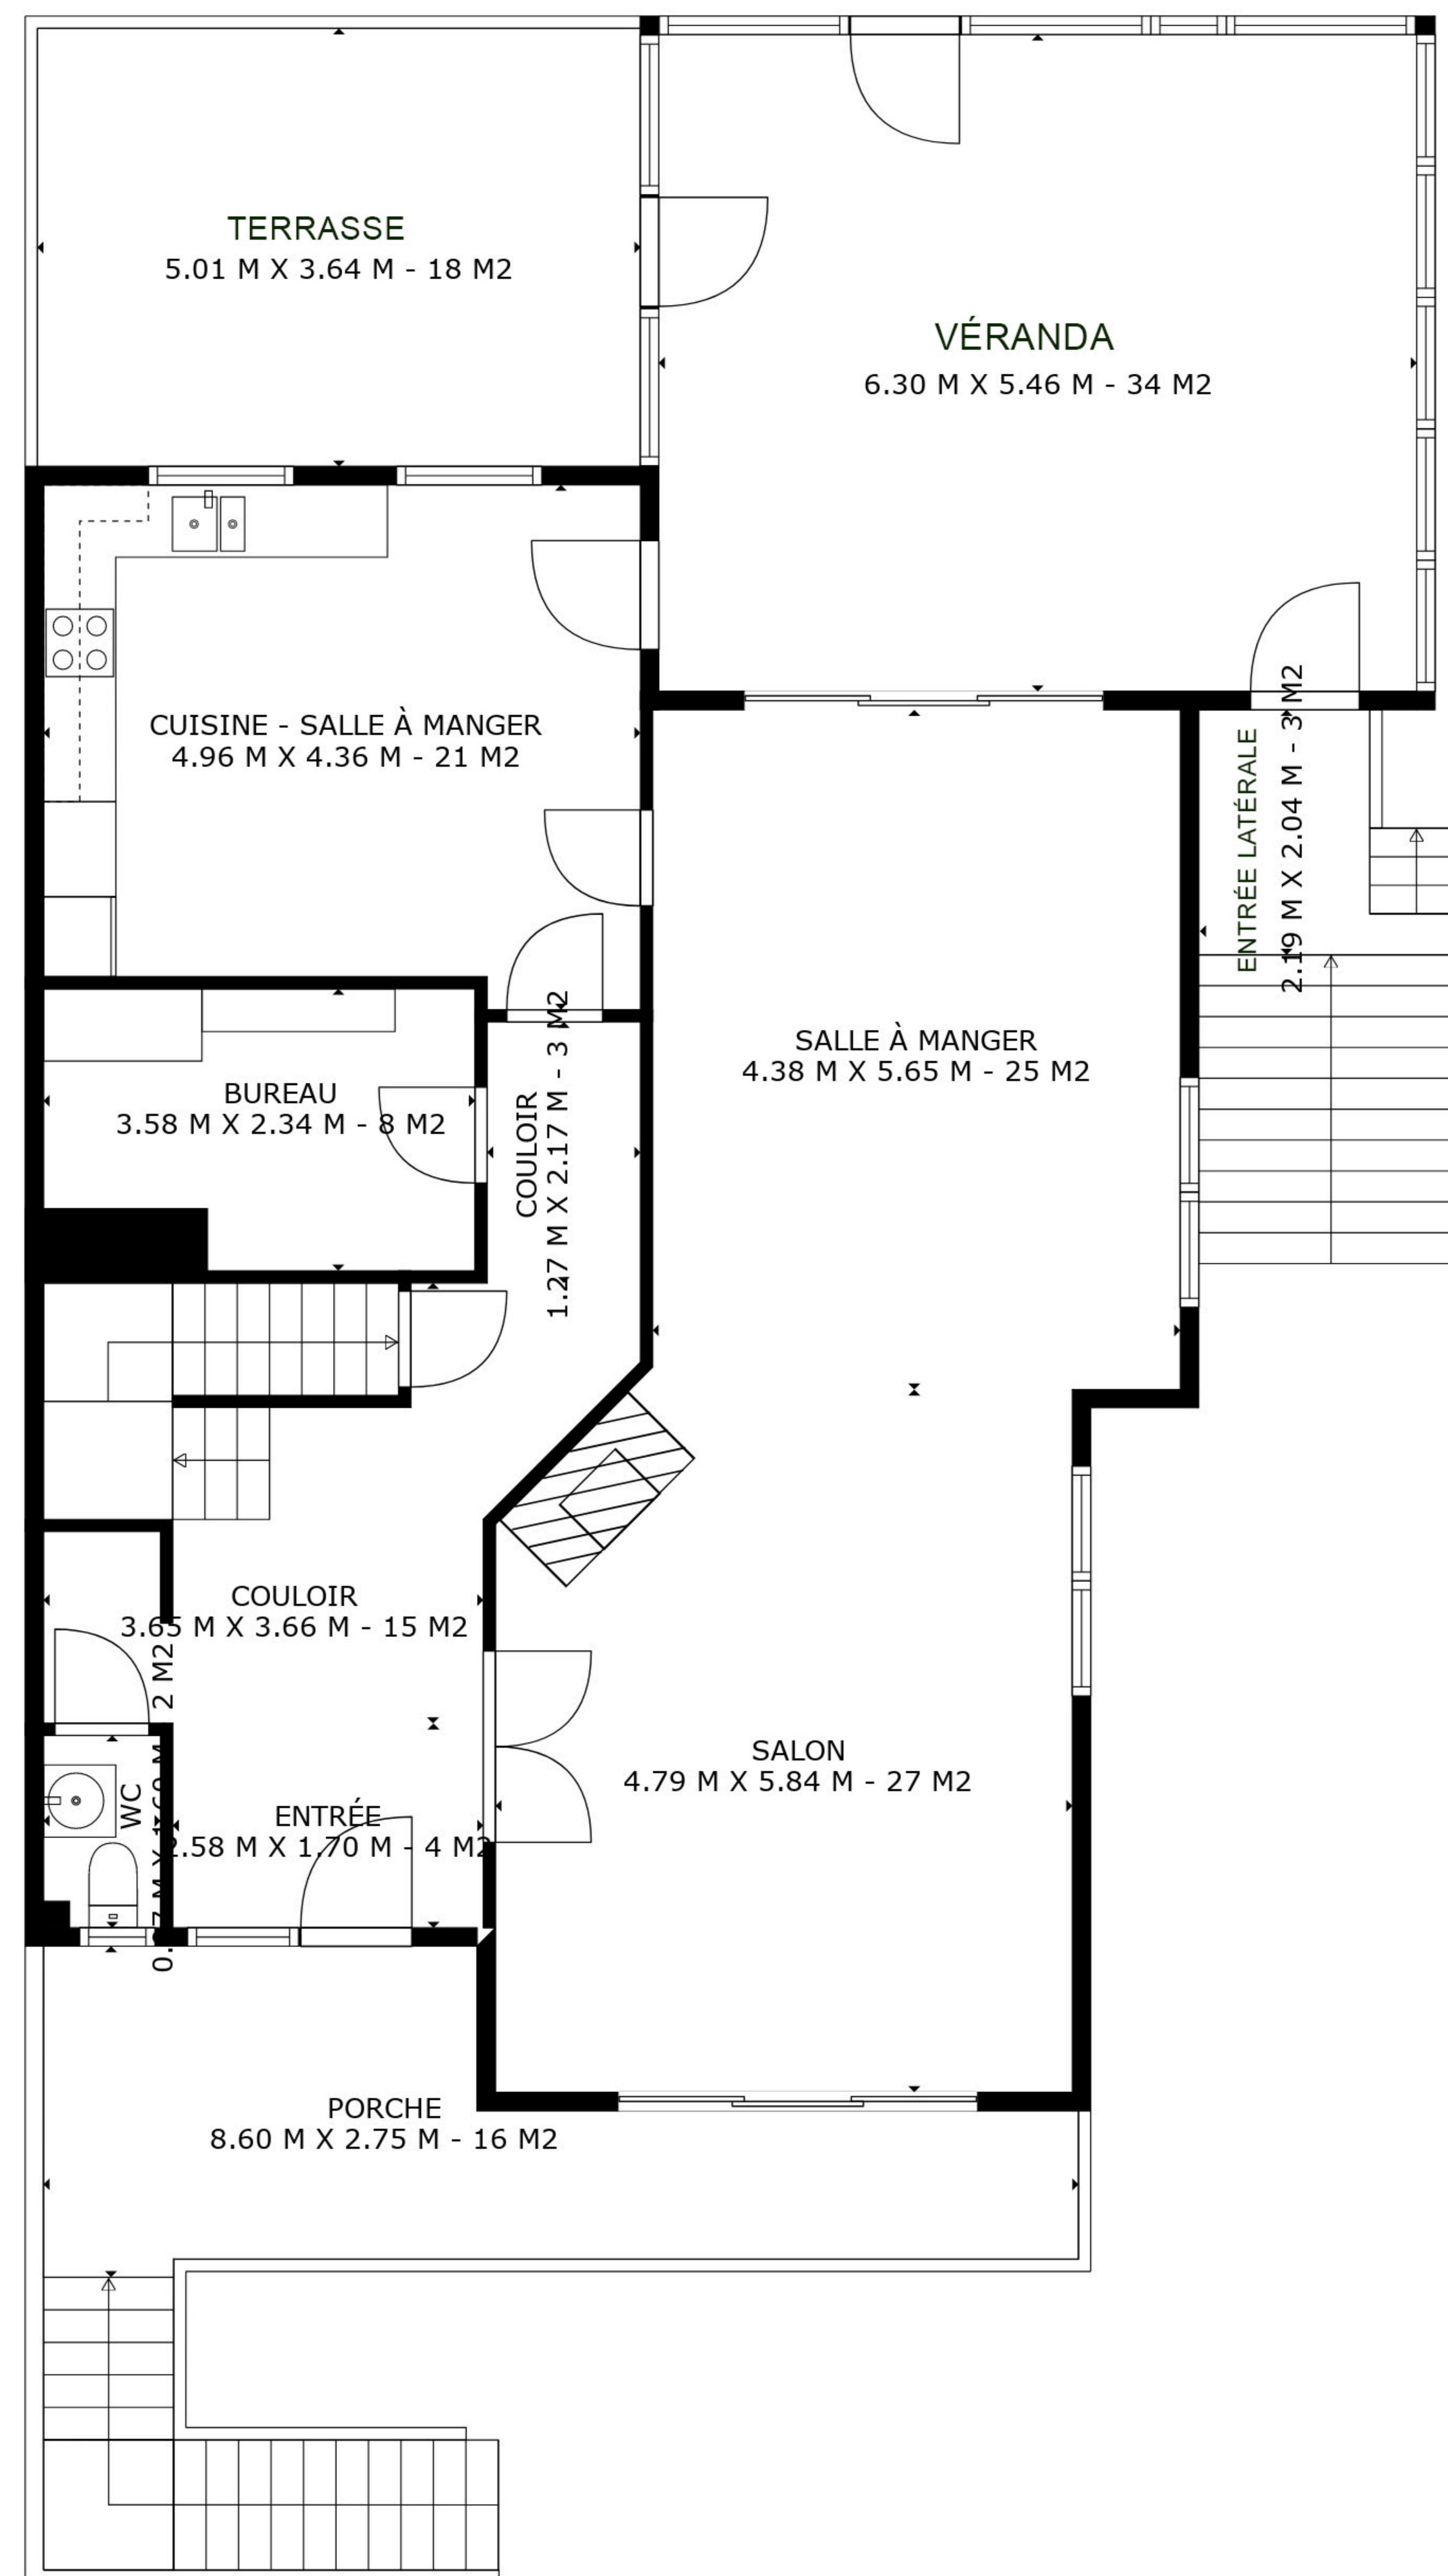 TERRASSE
5.01 M X 3.64 M - 18 M2
VÉRANDA
6.30 M X 5.46 M - 34 M2
CUISINE - SALLE À MANGER
4.96 M X 4.36 M - 21 M2
ENTRÉE LATÉRALE
2.19 M X 2.04 M - 3 M2
SALLE À MANGER
4.38 M X 5.65 M - 25 M2
BUREAU
3.58 M X 2.34 M - 8 M2
COULOIR
1.27 M X 2.17 M - 3 M2
COULOIR
3.65 M X 3.66 M - 15 M2
SALON
4.79 M X 5.84 M - 27 M2
ENTRÉE
2.58 M X 1.70 M - 4 M2
WC
M X 1.60 M 2 M2
PORCHE
8.60 M X 2.75 M - 16 M2